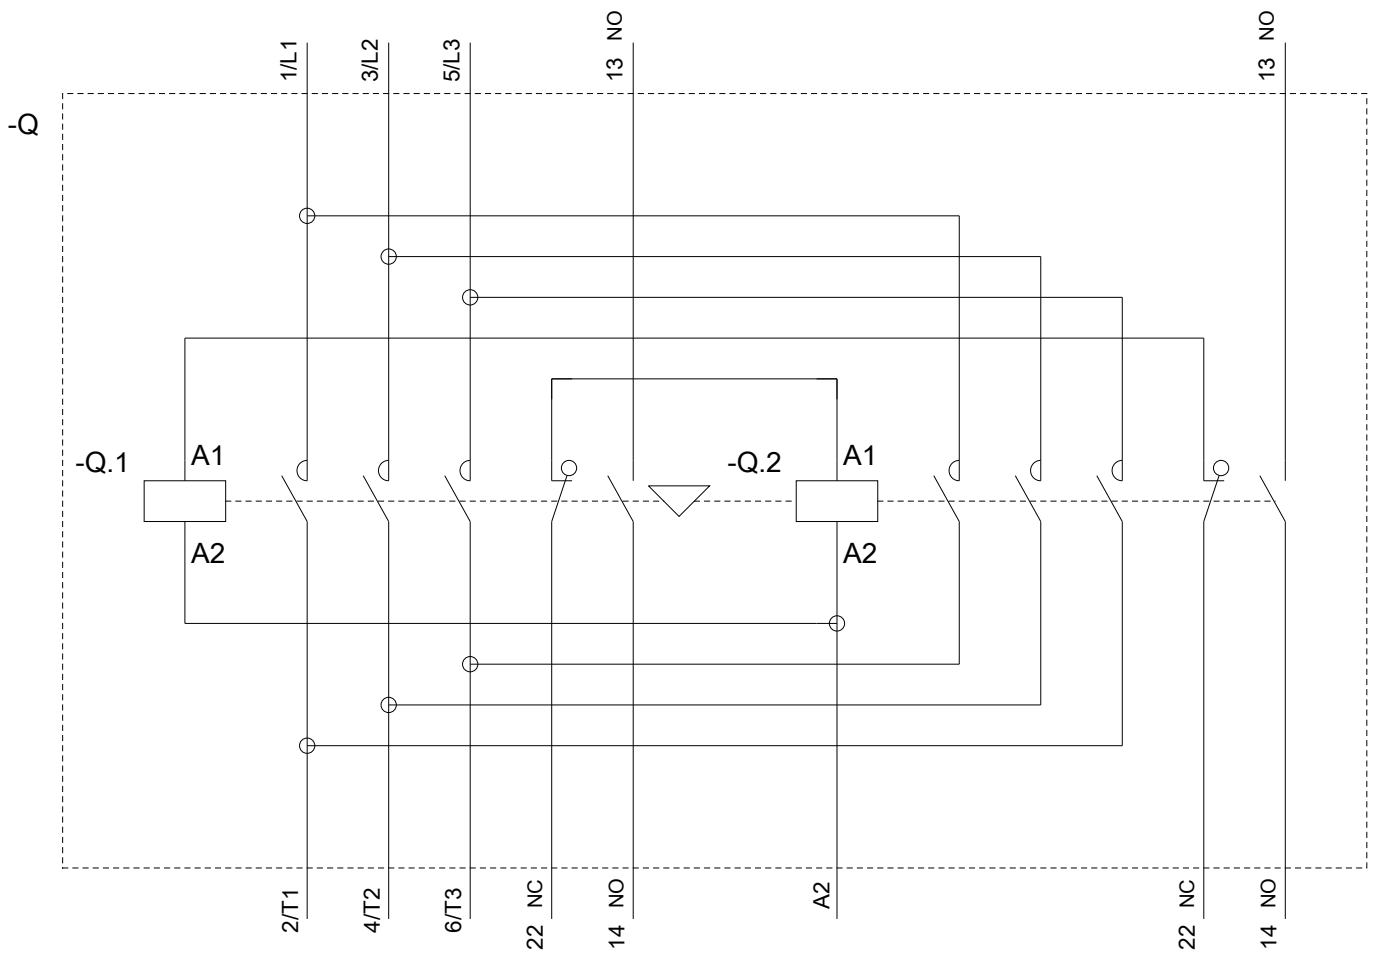 1/L1
3/L2
5/L3
13 NO
13 NO
-Q
-Q.1
A1
A2
-Q.2
A1
A2
2/T1
4/T2
6/T3
22 NC
14 NO
A2
22 NC
14 NO